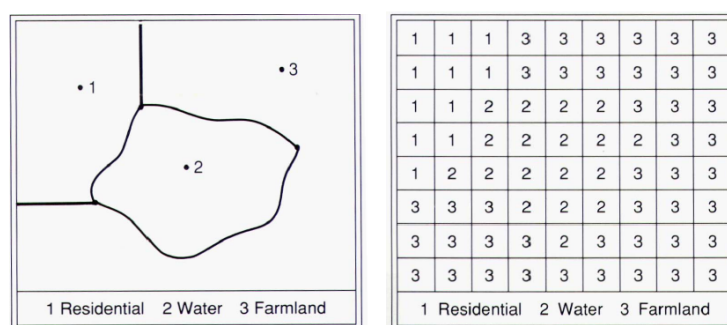 1
3
2
1 Residential 2 Water 3 Farmland
1 1 1 3 3 3 3 3 3
1 1 1 3 3 3 3 3 3
1 1 2 2 2 2 3 3 3
1 1 2 2 2 2 2 3 3
1 2 2 2 2 2 3 3 3
3 3 3 2 2 2 3 3 3
3 3 3 3 2 3 3 3 3
3 3 3 3 3 3 3 3 3
1 Residential 2 Water 3 Farmland